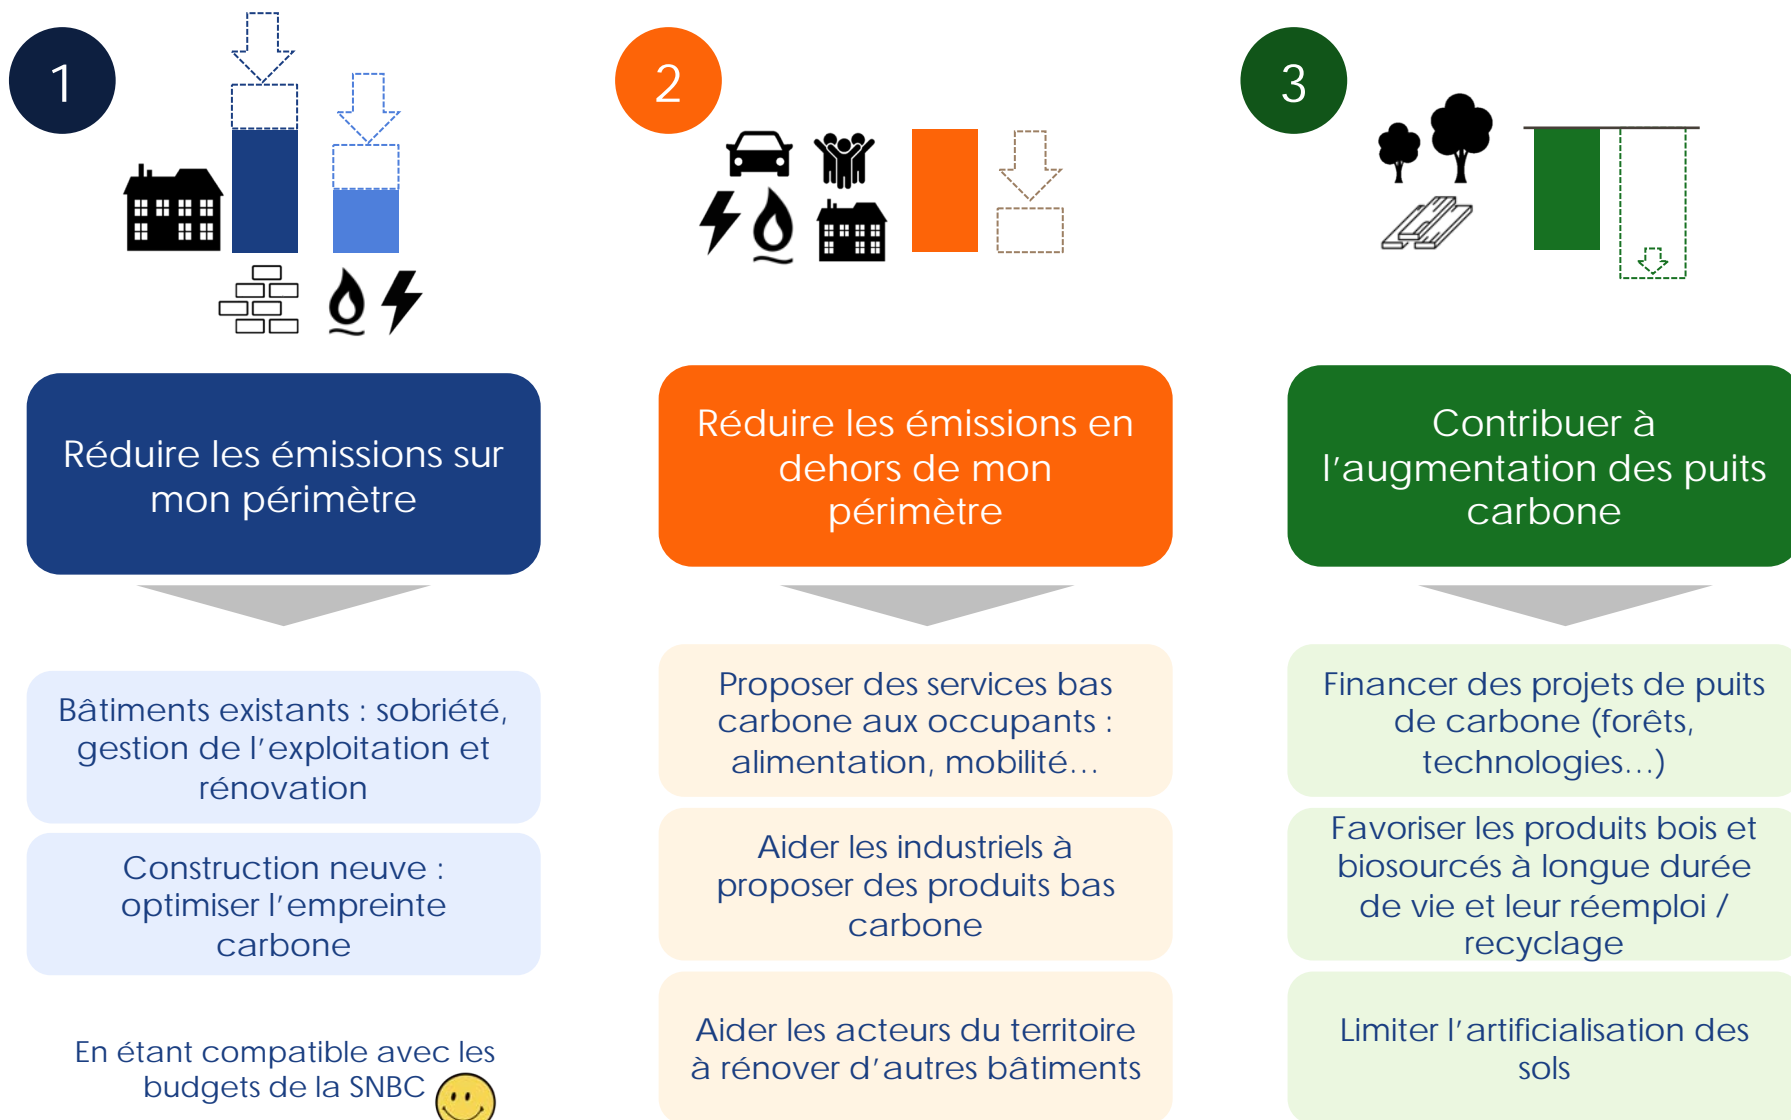 1
Réduire les émissions sur
mon périmètre
Bâtiments existants : sobriété,
gestion de l'exploitation et
rénovation
Construction neuve :
optimiser l'empreinte
carbone
En étant compatible avec les
budgets de la SNBC
2
Réduire les émissions en
dehors de mon
périmètre
Proposer des services bas
carbone aux occupants :
alimentation, mobilité…
Aider les industriels à
proposer des produits bas
carbone
Aider les acteurs du territoire
à rénover d'autres bâtiments
3
Contribuer à
l'augmentation des puits
carbone
Financer des projets de puits
de carbone (forêts,
technologies…)
Favoriser les produits bois et
biosourcés à longue durée
de vie et leur réemploi /
recyclage
Limiter l'artificialisation des
sols